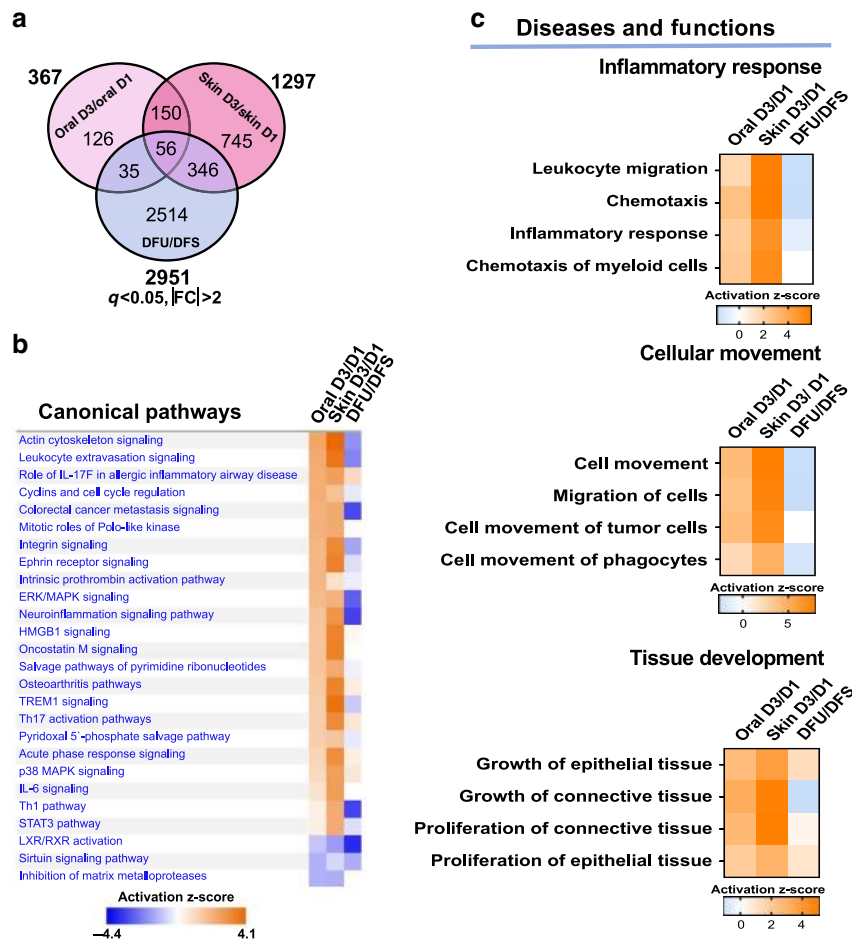 a
367
1297
Oral D3/oral D1
Skin D3/skin D1
150
126
745
56
35
346
2514
DFU/DFS
2951
q<0.05, |FC|>2
b
Canonical pathways
Oral D3/D1
Skin D3/D1
DFU/DFS
Actin cytoskeleton signaling
Leukocyte extravasation signaling
Role of IL-17F in allergic inflammatory airway disease
Cyclins and cell cycle regulation
Colorectal cancer metastasis signaling
Mitotic roles of Polo-like kinase
Integrin signaling
Ephrin receptor signaling
Intrinsic prothrombin activation pathway
ERK/MAPK signaling
Neuroinflammation signaling pathway
HMGB1 signaling
Oncostatin M signaling
Salvage pathways of pyrimidine ribonucleotides
Osteoarthritis pathways
TREM1 signaling
Th17 activation pathways
Pyridoxal 5`-phosphate salvage pathway
Acute phase response signaling
p38 MAPK signaling
IL-6 signaling
Th1 pathway
STAT3 pathway
LXR/RXR activation
Sirtuin signaling pathway
Inhibition of matrix metalloproteases
Activation z-score
−4.4 4.1
c
Diseases and functions
Inflammatory response
Oral D3/D1
Skin D3/D1
DFU/DFS
Leukocyte migration
Chemotaxis
Inflammatory response
Chemotaxis of myeloid cells
Activation z-score
0 2 4
Cellular movement
Oral D3/D1
Skin D3/ D1
DFU/DFS
Cell movement
Migration of cells
Cell movement of tumor cells
Cell movement of phagocytes
Activation z-score
0 5
Tissue development
Oral D3/D1
Skin D3/D1
DFU/DFS
Growth of epithelial tissue
Growth of connective tissue
Proliferation of connective tissue
Proliferation of epithelial tissue
Activation z-score
0 2 4